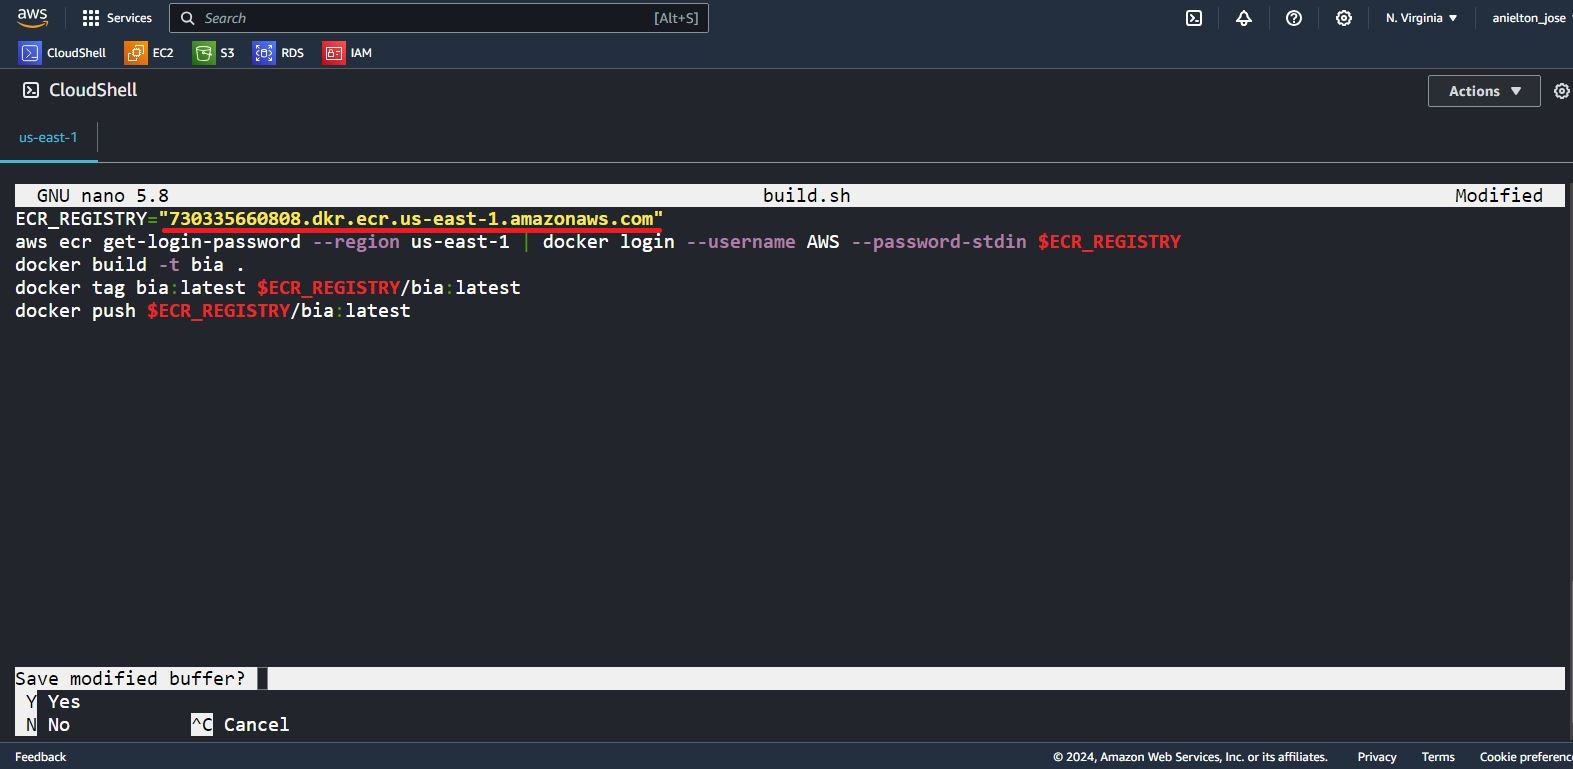 aws
Services
Search
[Alt+S]
N. Virginia
anielton_jose
CloudShell
EC2
S3
RDS
IAM
CloudShell
Actions
us-east-1
GNU nano 5.8 build.sh Modified
ECR_REGISTRY="730335660808.dkr.ecr.us-east-1.amazonaws.com"
aws ecr get-login-password --region us-east-1 | docker login --username AWS --password-stdin $ECR_REGISTRY
docker build -t bia .
docker tag bia:latest $ECR_REGISTRY/bia:latest
docker push $ECR_REGISTRY/bia:latest
Save modified buffer?
Y Yes
N No ^C Cancel
Feedback
© 2024, Amazon Web Services, Inc. or its affiliates.
Privacy
Terms
Cookie preferenc